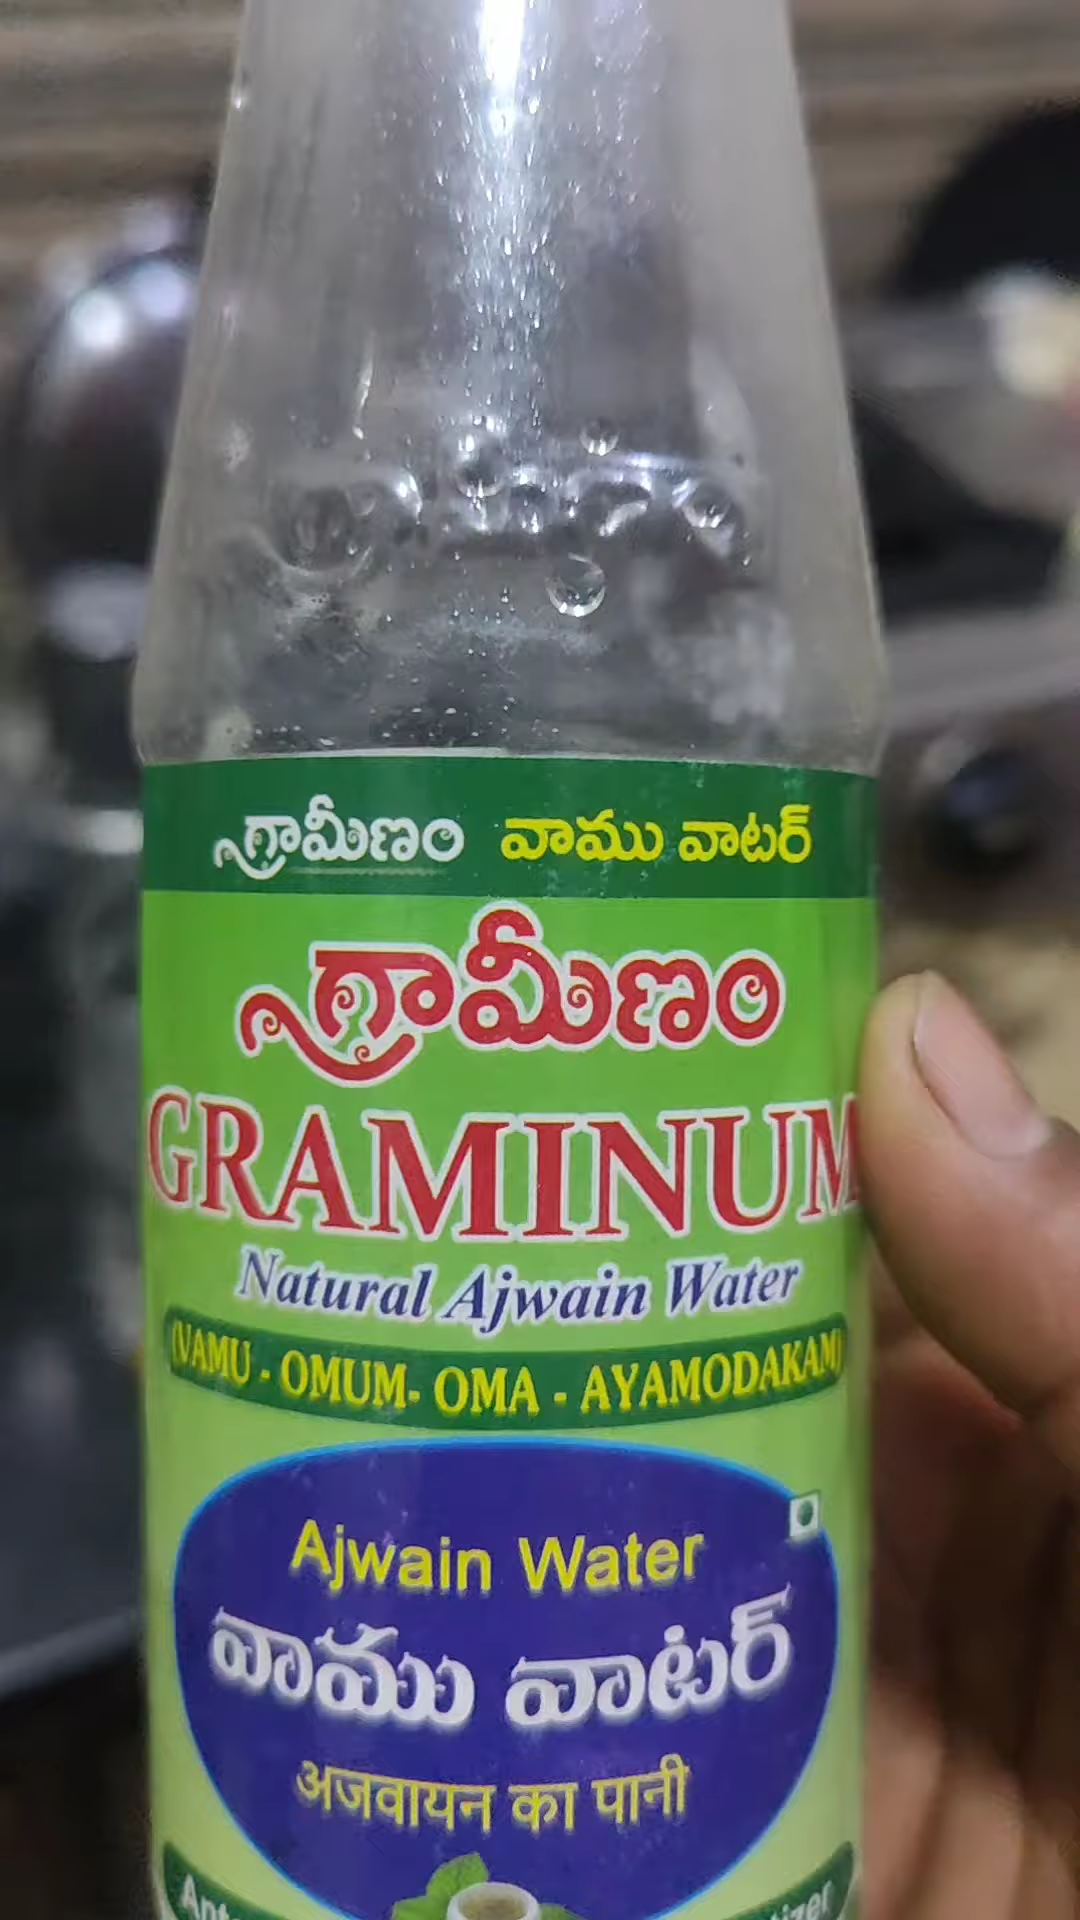 గ్రామీణం వాము వాటర్
గ్రామీణం
GRAMINUM
Natural Ajwain Water
(VAMU - OMUM- OMA - AYAMODAKAM)
Ajwain Water
వాము వాటర్
अजवायन का पानी